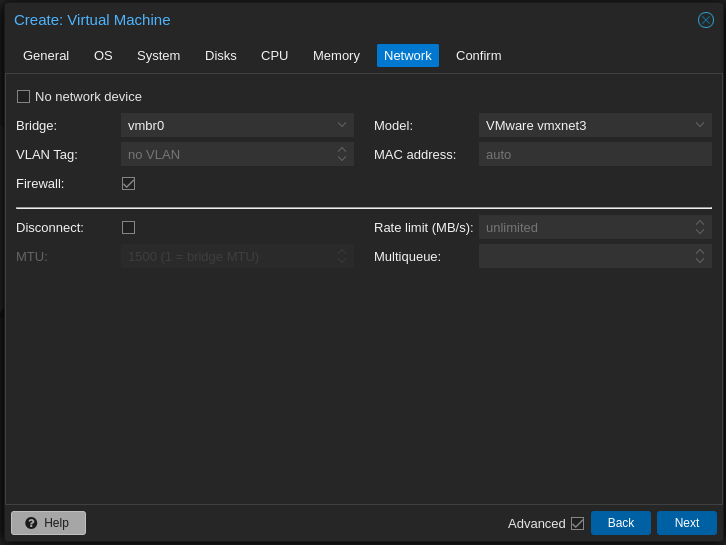 Create: Virtual Machine
General OS System Disks CPU Memory Network Confirm
No network device
Bridge: vmbr0 Model: VMware vmxnet3
VLAN Tag: no VLAN MAC address: auto
Firewall:
Disconnect: Rate limit (MB/s): unlimited
MTU: 1500 (1 = bridge MTU) Multiqueue:
? Help Advanced Back Next